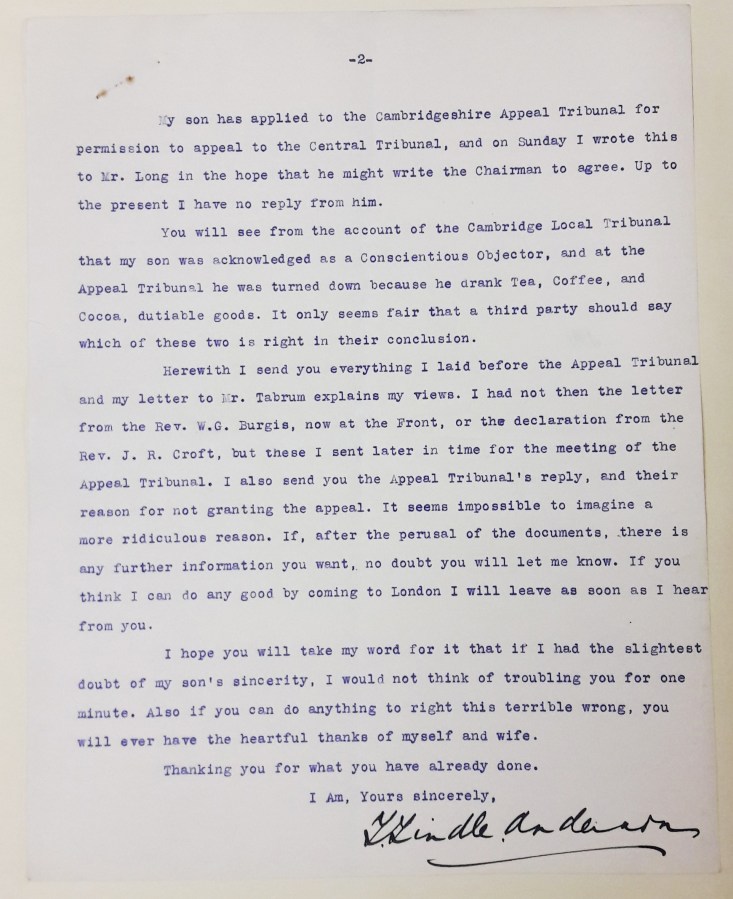 -2-
My son has applied to the Cambridgeshire Appeal Tribunal for
permission to appeal to the Central Tribunal, and on Sunday I wrote this
to Mr. Long in the hope that he might write the Chairman to agree. Up to
the present I have no reply from him.
You will see from the account of the Cambridge Local Tribunal
that my son was acknowledged as a Conscientious Objector, and at the
Appeal Tribunal he was turned down because he drank Tea, Coffee, and
Cocoa, dutiable goods. It only seems fair that a third party should say
which of these two is right in their conclusion.
Herewith I send you everything I laid before the Appeal Tribunal
and my letter to Mr. Tabrum explains my views. I had not then the letter
from the Rev. W.G. Burgis, now at the Front, or the declaration from the
Rev. J. R. Croft, but these I sent later in time for the meeting of the
Appeal Tribunal. I also send you the Appeal Tribunal's reply, and their
reason for not granting the appeal. It seems impossible to imagine a
more ridiculous reason. If, after the perusal of the documents, there is
any further information you want, no doubt you will let me know. If you
think I can do any good by coming to London I will leave as soon as I hear
from you.
I hope you will take my word for it that if I had the slightest
doubt of my son's sincerity, I would not think of troubling you for one
minute. Also if you can do anything to right this terrible wrong, you
will ever have the heartful thanks of myself and wife.
Thanking you for what you have already done.
I Am, Yours sincerely,
Lindle Anderson